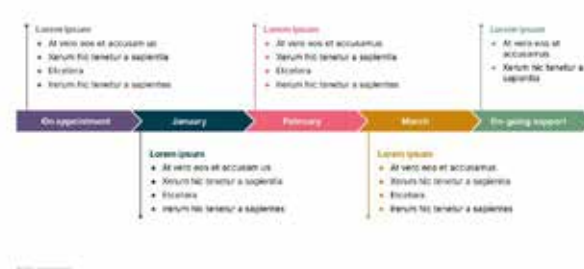 Lorem ipsum
At vero eos et accusam us
Xerum hic tenetur a sapientia
Etcetera
Irerum hic tenetur a sapientes
Lorem ipsum
At vero eos et accusamus
Xerum hic tenetur a sapientia
Etcetera
Irerum hic tenetur a sapientes
Lorem ipsum
At vero eos et
accusamus
Xerum hic tenetur a
sapientia
On appointment
January
February
March
On-going support
Lorem ipsum
At vero eos et accusam us
Xerum hic tenetur a sapientia
Etcetera
Irerum hic tenetur a sapientes
Lorem ipsum
At vero eos et accusamus
Xerum hic tenetur a sapientia
Etcetera
Irerum hic tenetur a sapientes